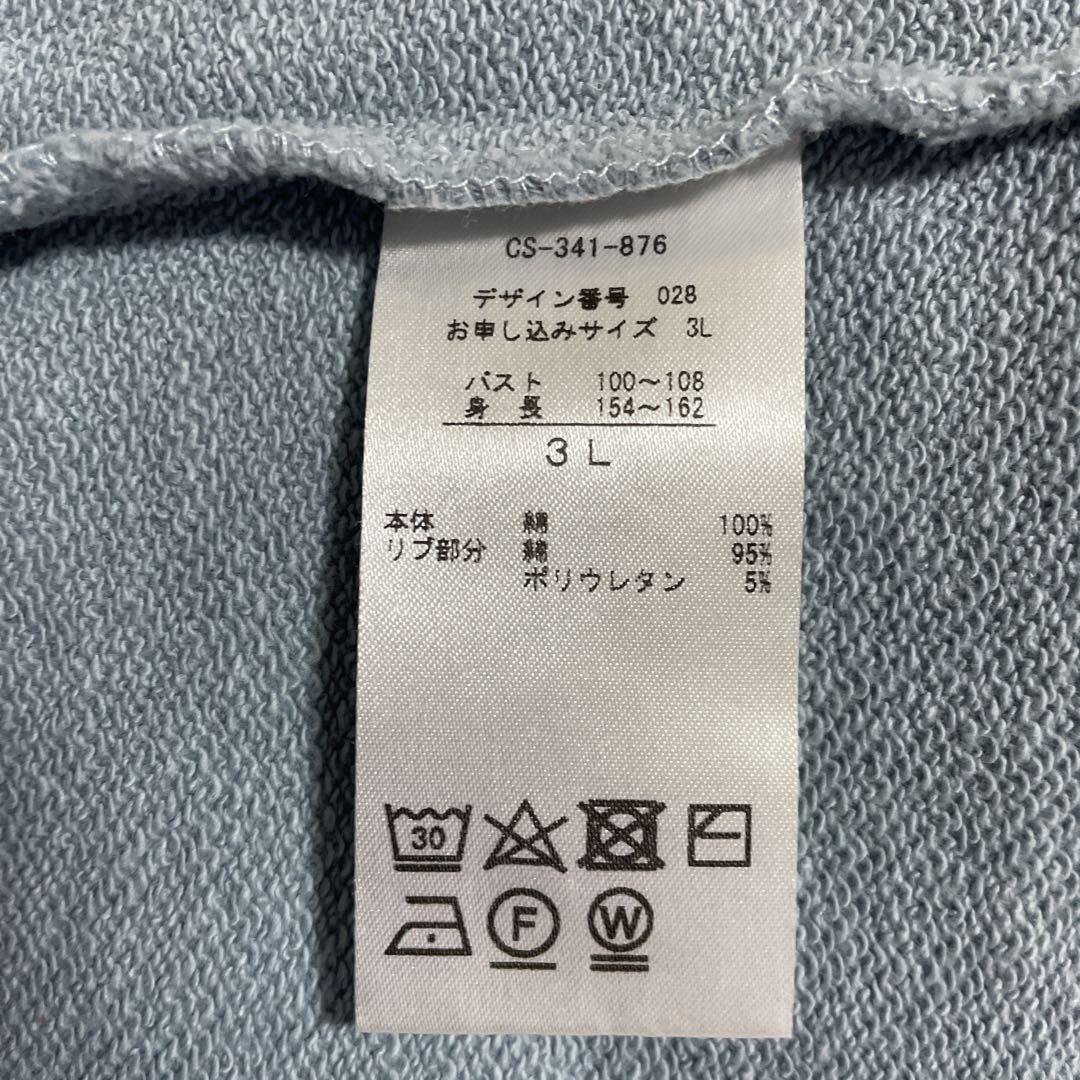 CS-341-876
デザイン番号 028
お申し込みサイズ 3L
バスト 100～108
身長 154～162
3L
本体 綿 100%
リブ部分 綿 95%
ポリウレタン 5%
30
F W